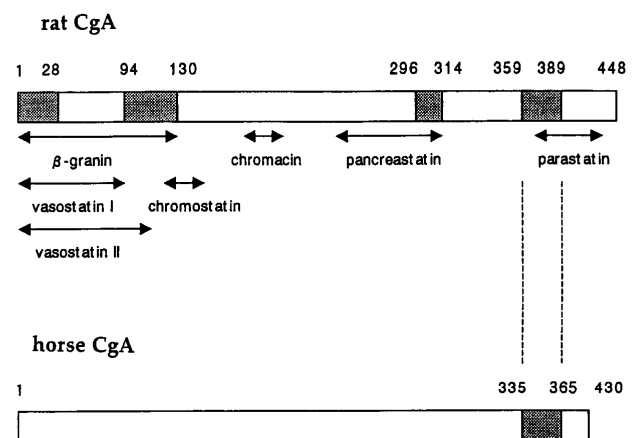 rat CgA
1 28 94 130 296 314 359 389 448
β-granin chromacin pancreastatin parastatin
vasostatin I chromostatin
vasostatin II
horse CgA
1 335 365 430